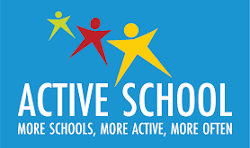 ACTIVE SCHOOL
MORE SCHOOLS, MORE ACTIVE, MORE OFTEN